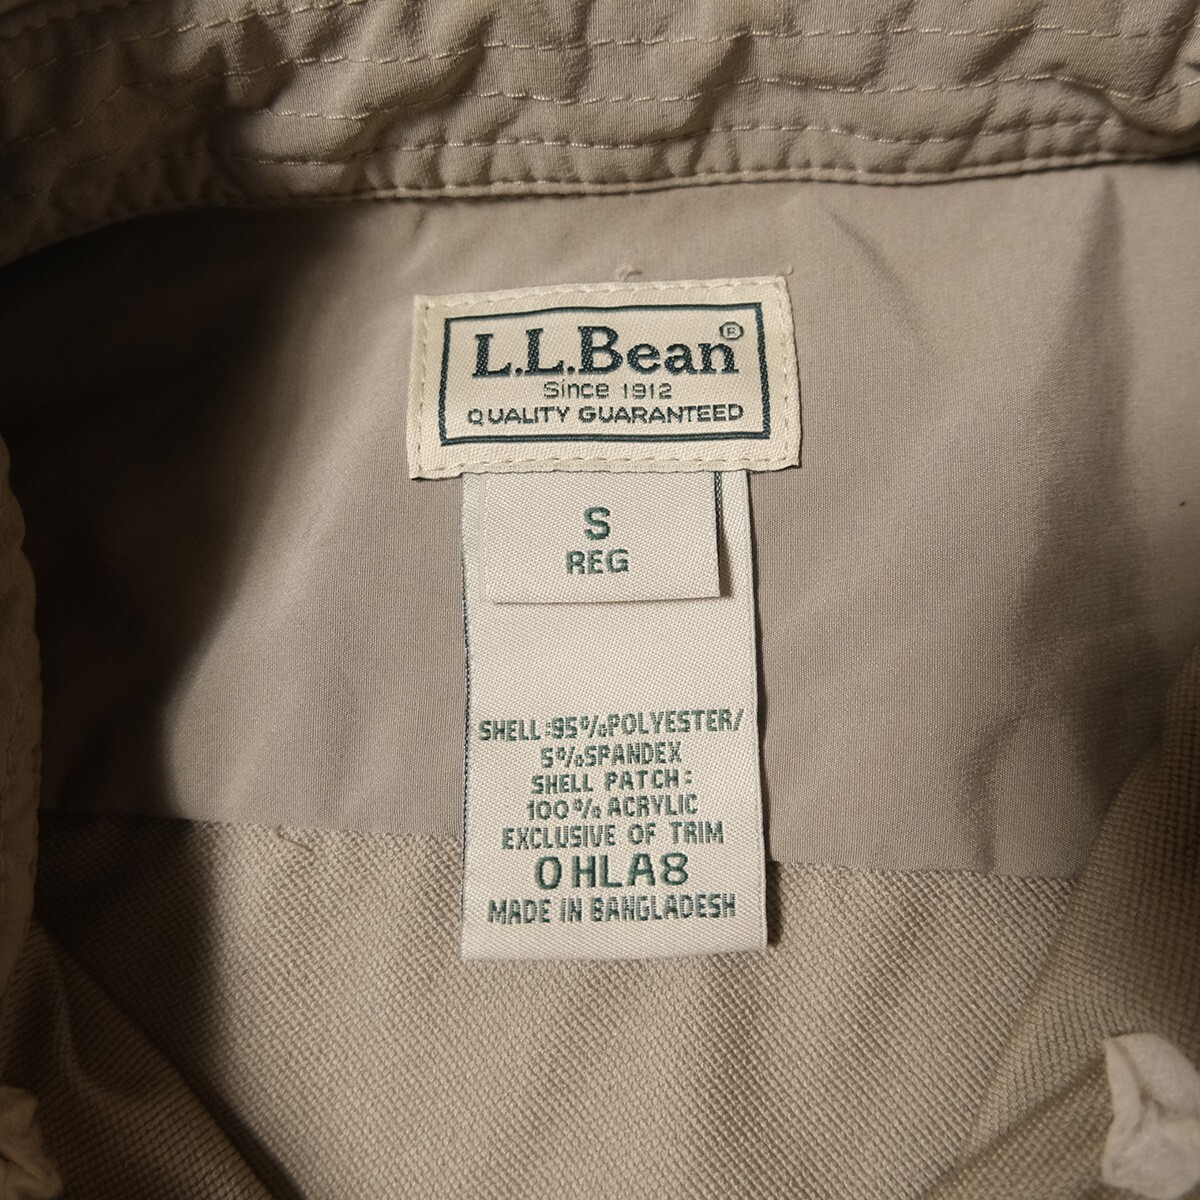 L.L.Bean®
Since 1912
QUALITY GUARANTEED
S
REG
SHELL:95%POLYESTER/
5%SPANDEX
SHELL PATCH:
100% ACRYLIC
EXCLUSIVE OF TRIM
0HLA8
MADE IN BANGLADESH